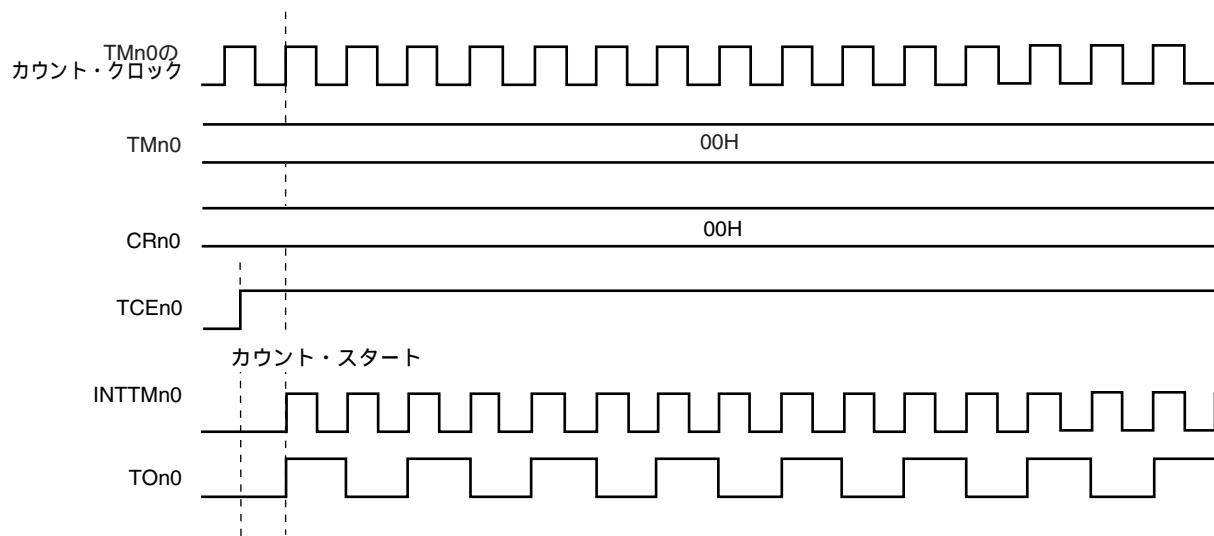 TMn0の
カウント・クロック
TMn0
00H
CRn0
00H
TCEn0
カウント・スタート
INTTMn0
TOn0